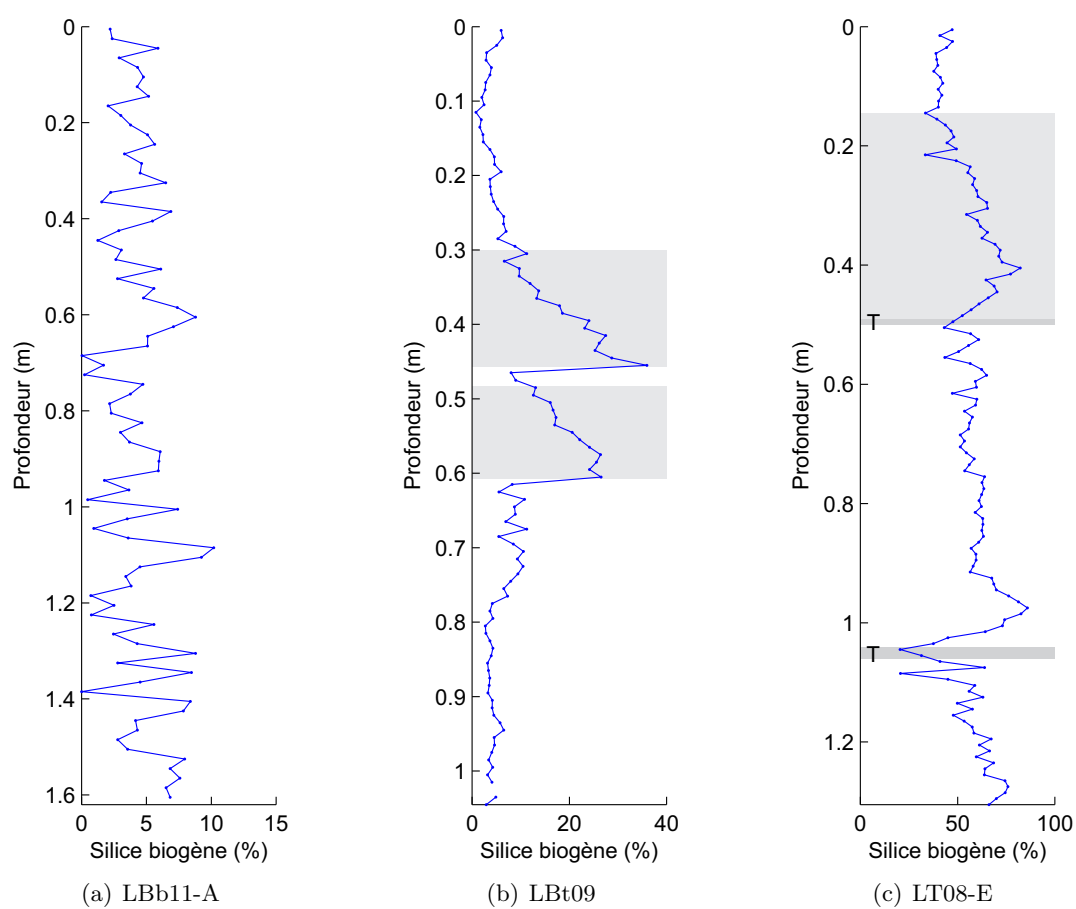 0
0.2
0.4
0.6
0.8
1
1.2
1.4
1.6
Profondeur (m)
0 5 10 15
Silice biogène (%)
(a) LBb11-A
0
0.1
0.2
0.3
0.4
0.5
0.6
0.7
0.8
0.9
1
Profondeur (m)
0 20 40
Silice biogène (%)
(b) LBt09
0
0.2
0.4
0.6
0.8
1
1.2
Profondeur (m)
T
T
0 50 100
Silice biogène (%)
(c) LT08-E